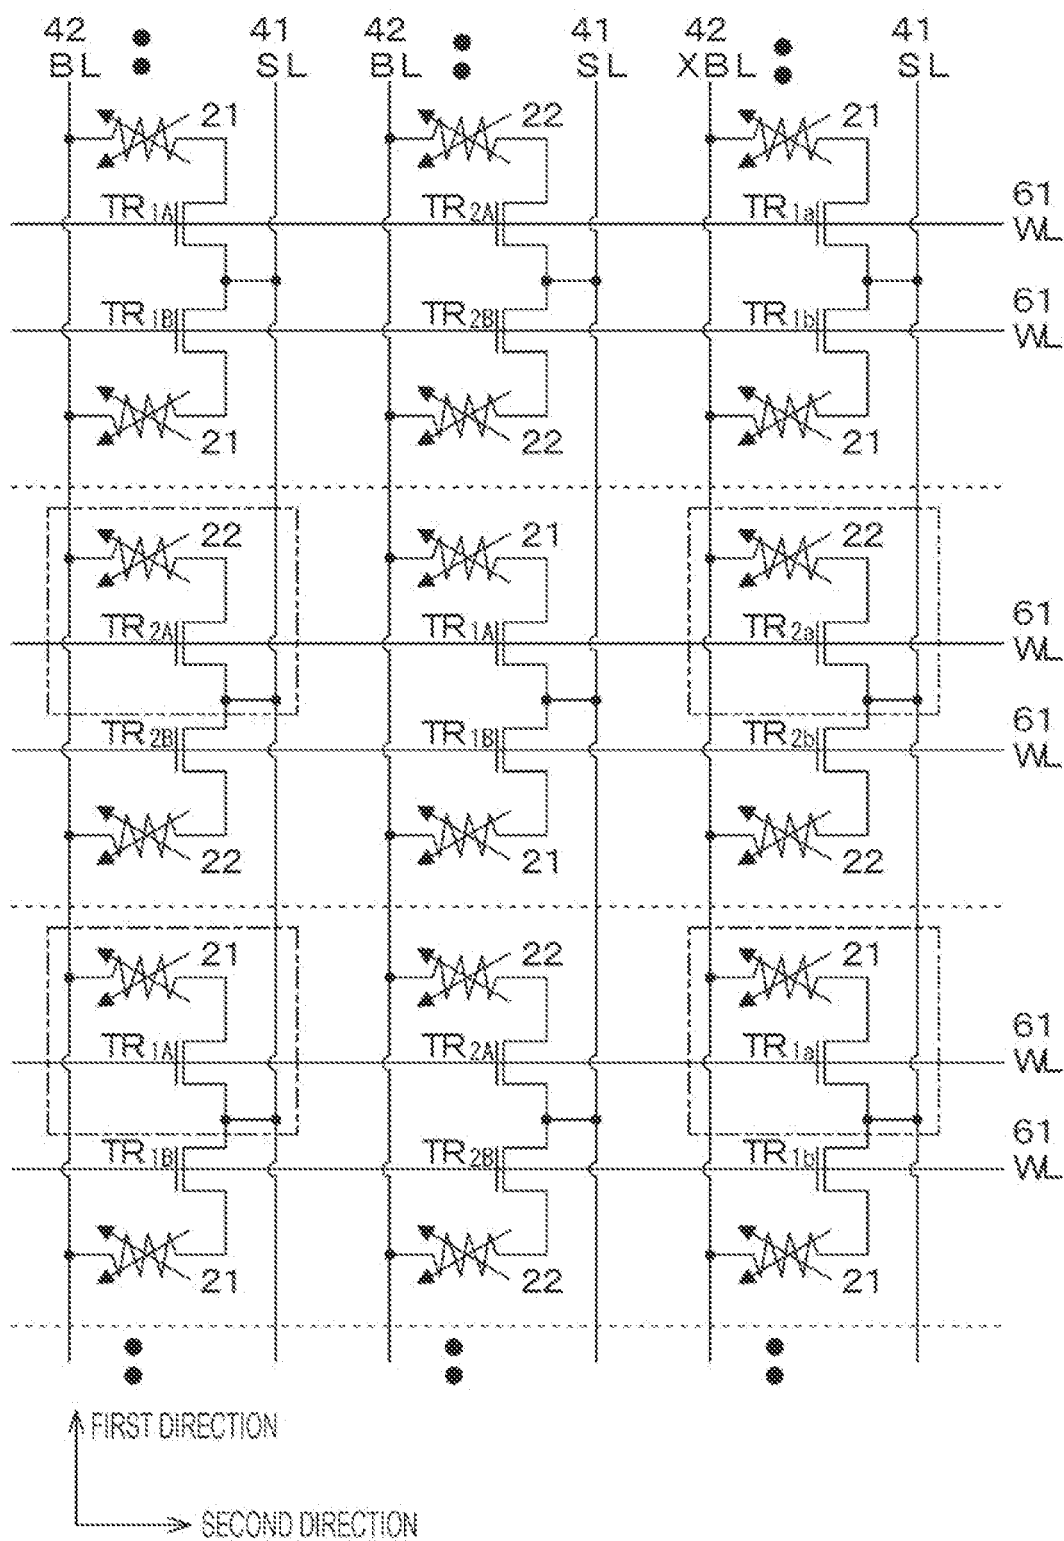 42 41 42 41 42 41
BL SL BL SL XBL SL
21 22 21
TR1A TR2A TR1a 61
WL
TR1B TR2B TR1b 61
WL
21 22 21
22 21 22
TR2A TR1A TR2a 61
WL
TR2B TR1B TR2b 61
WL
22 21 22
21 22 21
TR1A TR2A TR1a 61
WL
TR1B TR2B TR1b 61
WL
21 22 21
FIRST DIRECTION
SECOND DIRECTION